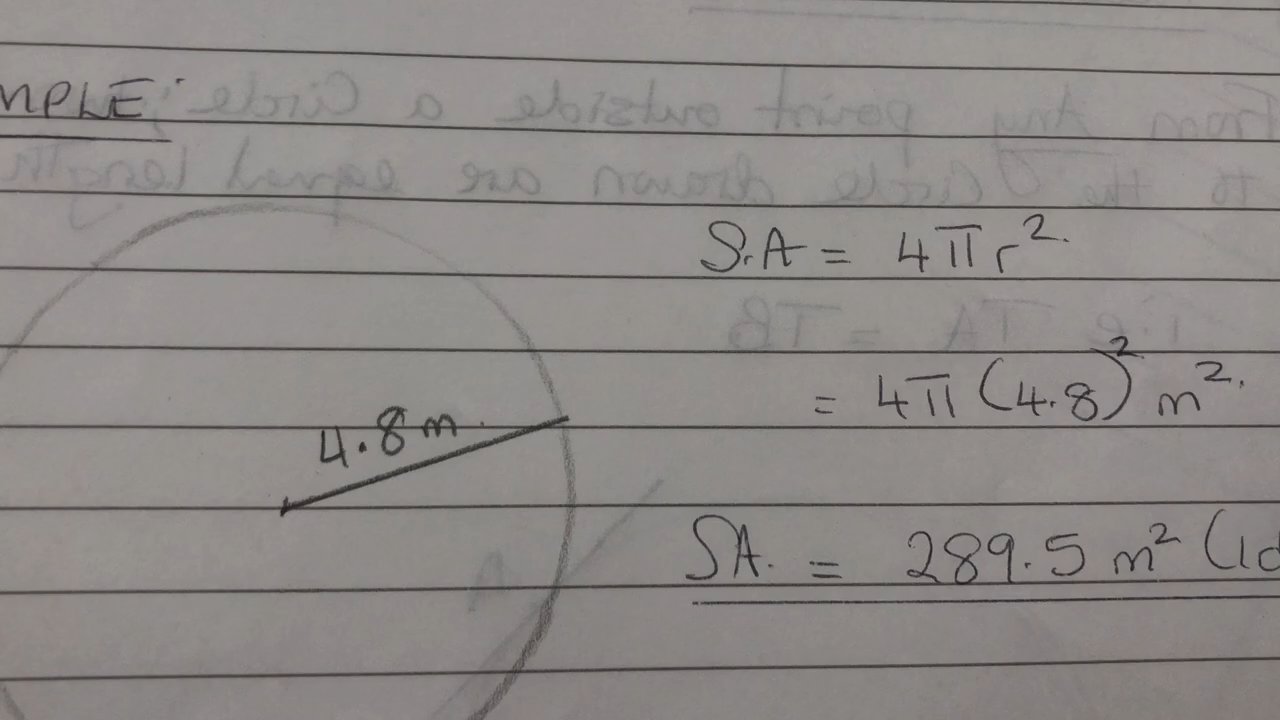 MPLE:
S.A = 4πr².
4.8m.
= 4π(4.8)² m².
SA. = 289.5 m² (1d